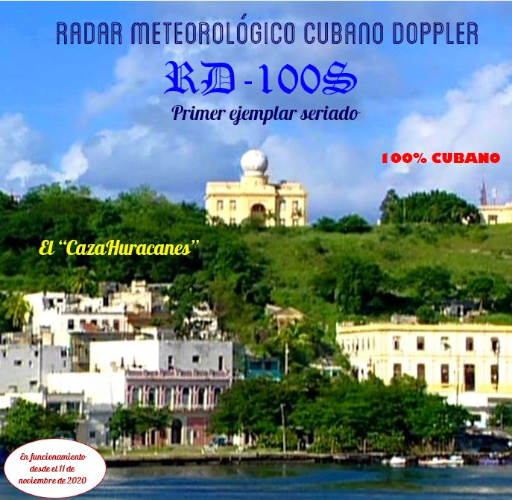 RADAR METEOROLÓGICO CUBANO DOPPLER
RD-100S
Primer ejemplar seriado
100% CUBANO
El “CazaHuracanes”
En funcionamiento
desde el 11 de
noviembre de 2020